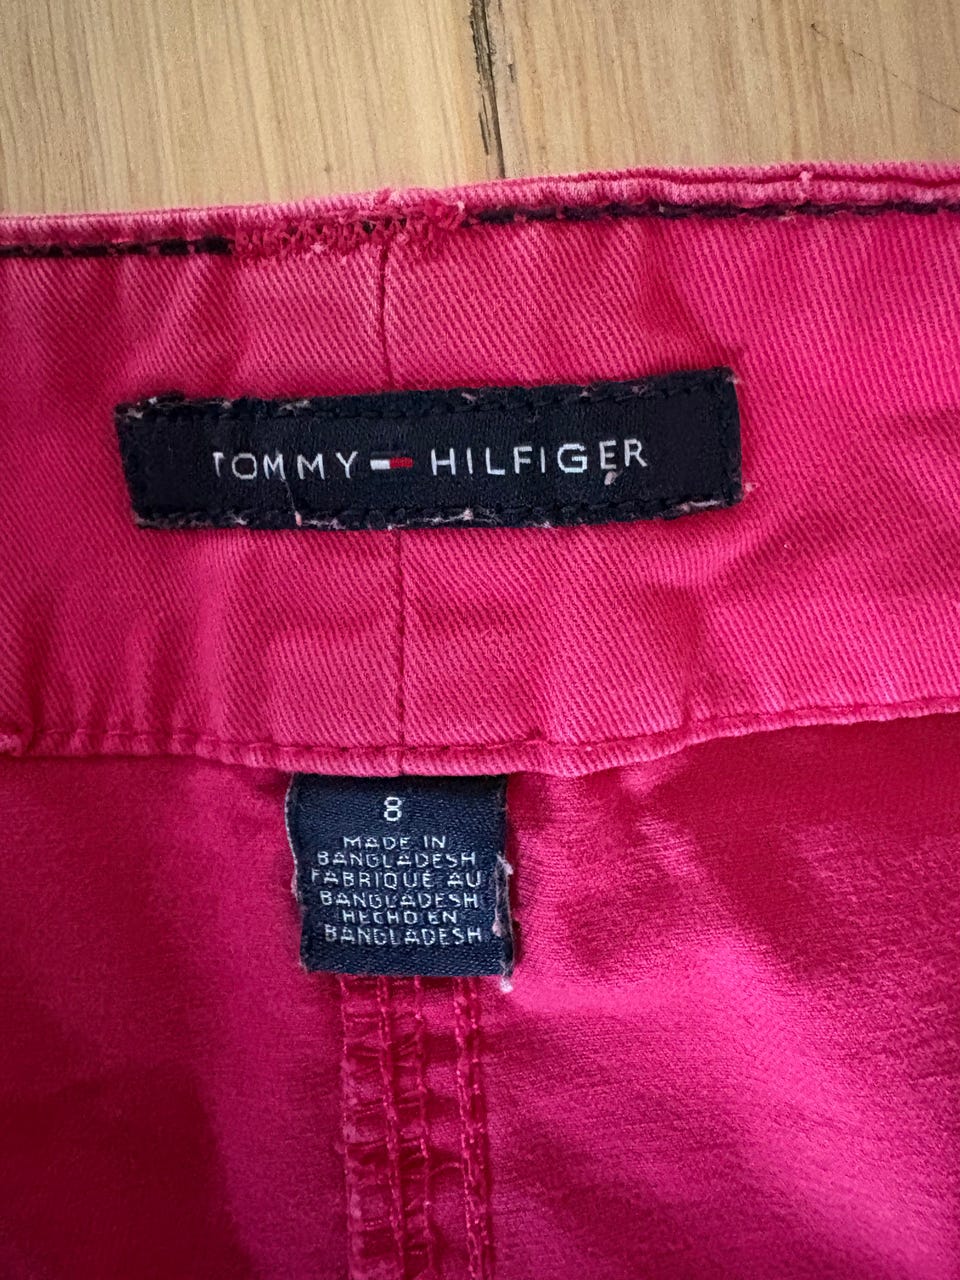 TOMMY HILFIGER
8
MADE IN
BANGLADESH
FABRIQUÉ AU
BANGLADESH
HECHO EN
BANGLADESH